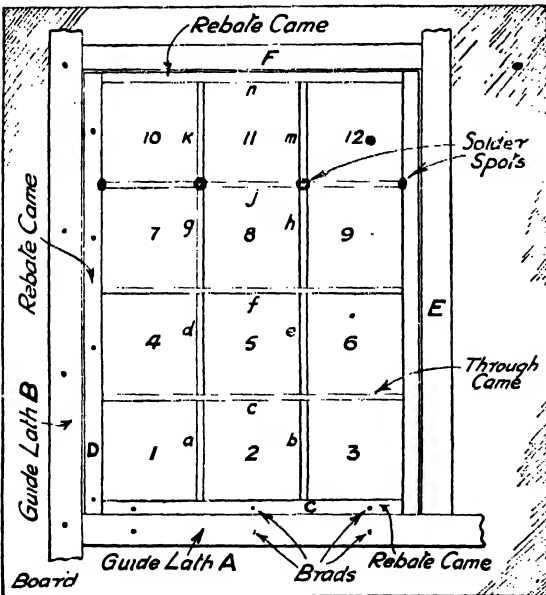 Rebate Came
F
n
10 k 11 m 12
Solder
Spots
j
7 g 8 h 9
Rebate Came
f
E
4 d 5 e 6
Through
Came
c
1 a 2 b 3
D
Guide Lath B
C
Guide Lath A
Brads
Rebate Came
Board